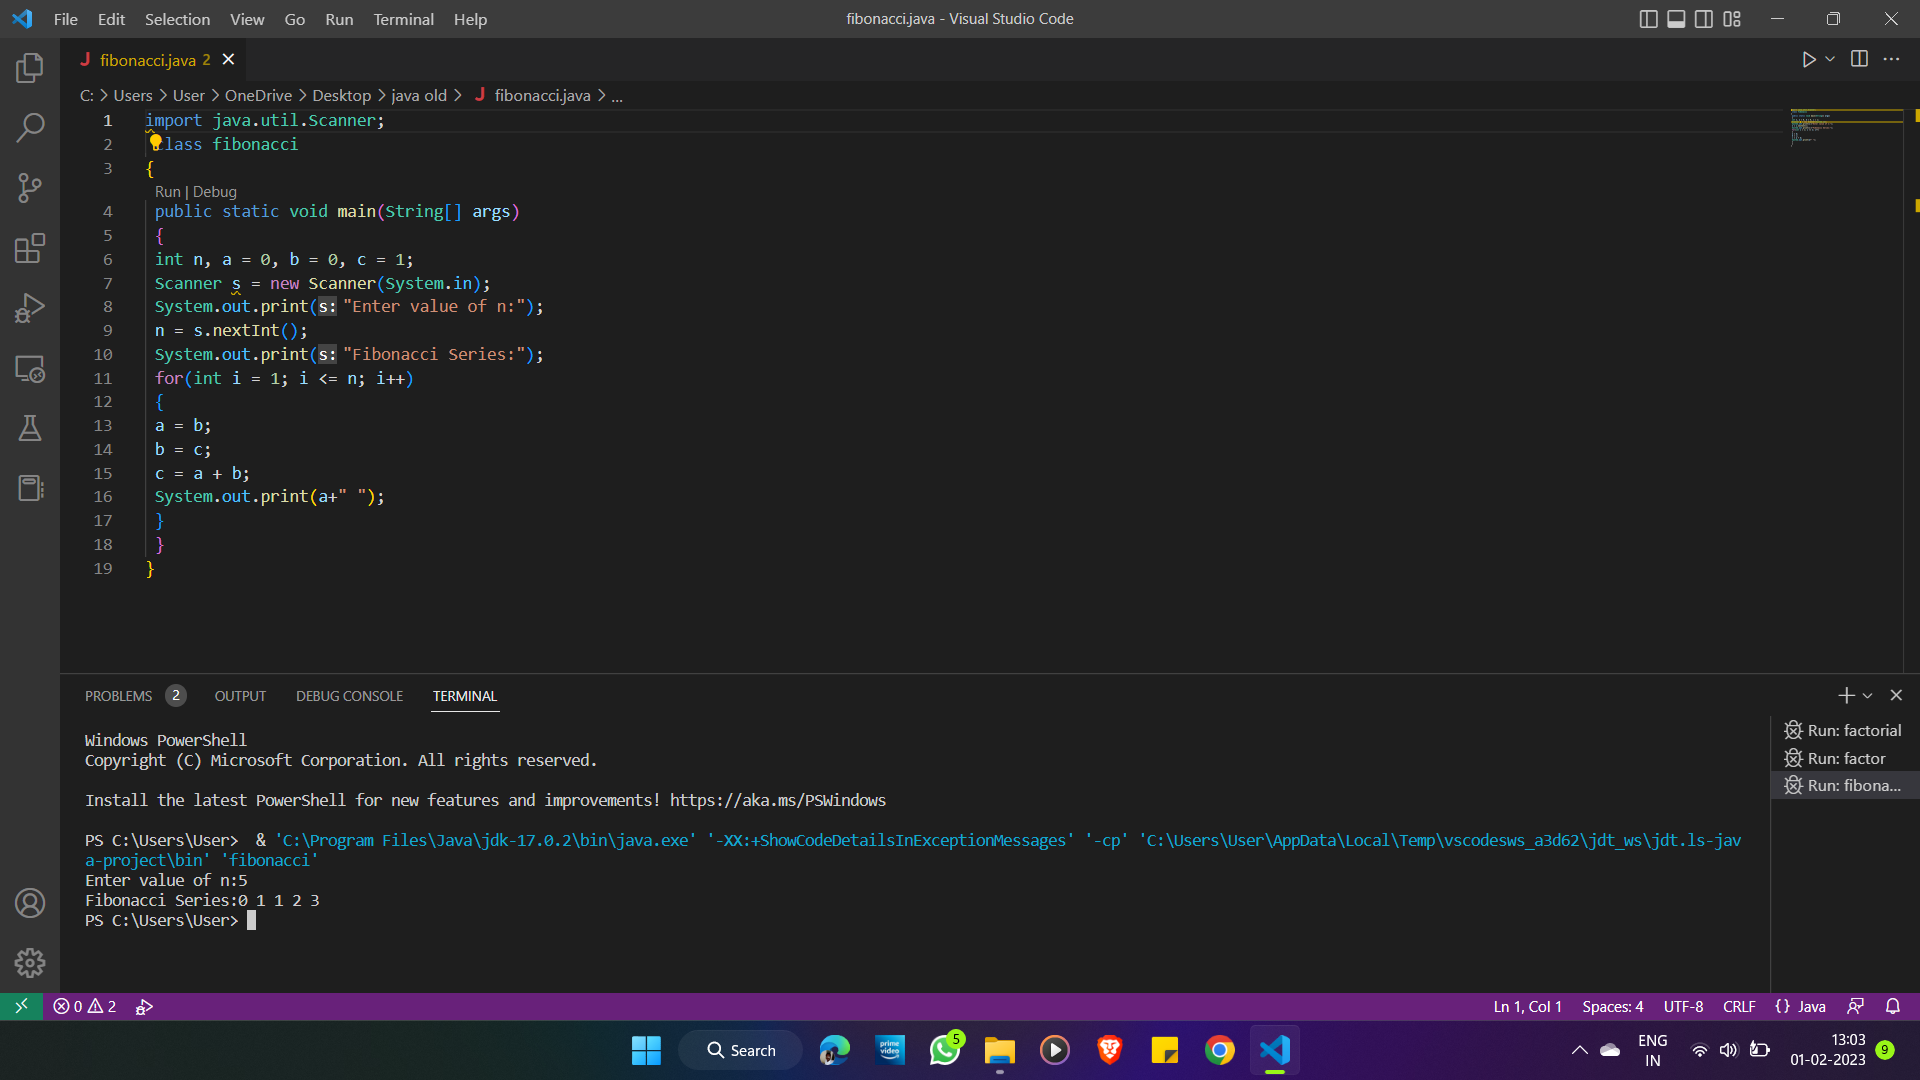 File Edit Selection View Go Run Terminal Help
fibonacci.java - Visual Studio Code
J fibonacci.java 2
C: > Users > User > OneDrive > Desktop > java old > J fibonacci.java > ...
1 import java.util.Scanner;
2 class fibonacci
3 {
Run | Debug
4 public static void main(String[] args)
5 {
6 int n, a = 0, b = 0, c = 1;
7 Scanner s = new Scanner(System.in);
8 System.out.print(s: "Enter value of n:");
9 n = s.nextInt();
10 System.out.print(s: "Fibonacci Series:");
11 for(int i = 1; i <= n; i++)
12 {
13 a = b;
14 b = c;
15 c = a + b;
16 System.out.print(a+" ");
17 }
18 }
19 }
PROBLEMS 2 OUTPUT DEBUG CONSOLE TERMINAL
Windows PowerShell
Copyright (C) Microsoft Corporation. All rights reserved.
Install the latest PowerShell for new features and improvements! https://aka.ms/PSWindows
PS C:\Users\User>  & 'C:\Program Files\Java\jdk-17.0.2\bin\java.exe' '-XX:+ShowCodeDetailsInExceptionMessages' '-cp' 'C:\Users\User\AppData\Local\Temp\vscodesws_a3d62\jdt_ws\jdt.ls-jav
a-project\bin' 'fibonacci'
Enter value of n:5
Fibonacci Series:0 1 1 2 3
PS C:\Users\User>
Run: factorial
Run: factor
Run: fibona...
0 2
Ln 1, Col 1 Spaces: 4 UTF-8 CRLF {} Java
Search
prime video
5
ENG
IN
13:03
01-02-2023
9